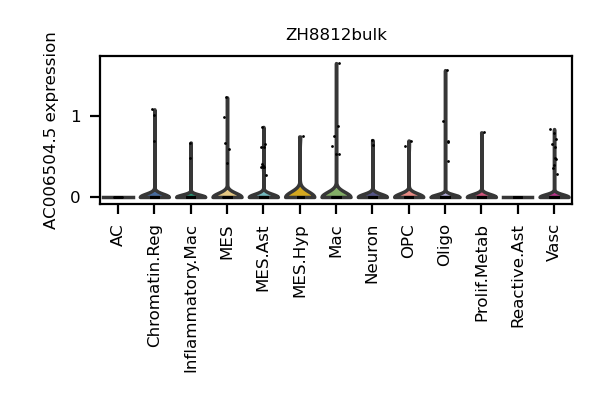 ZH8812bulk
AC006504.5 expression
1
0
AC
Chromatin.Reg
Inflammatory.Mac
MES
MES.Ast
MES.Hyp
Mac
Neuron
OPC
Oligo
Prolif.Metab
Reactive.Ast
Vasc